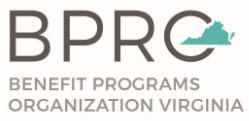 BPRO
BENEFIT PROGRAMS
ORGANIZATION VIRGINIA